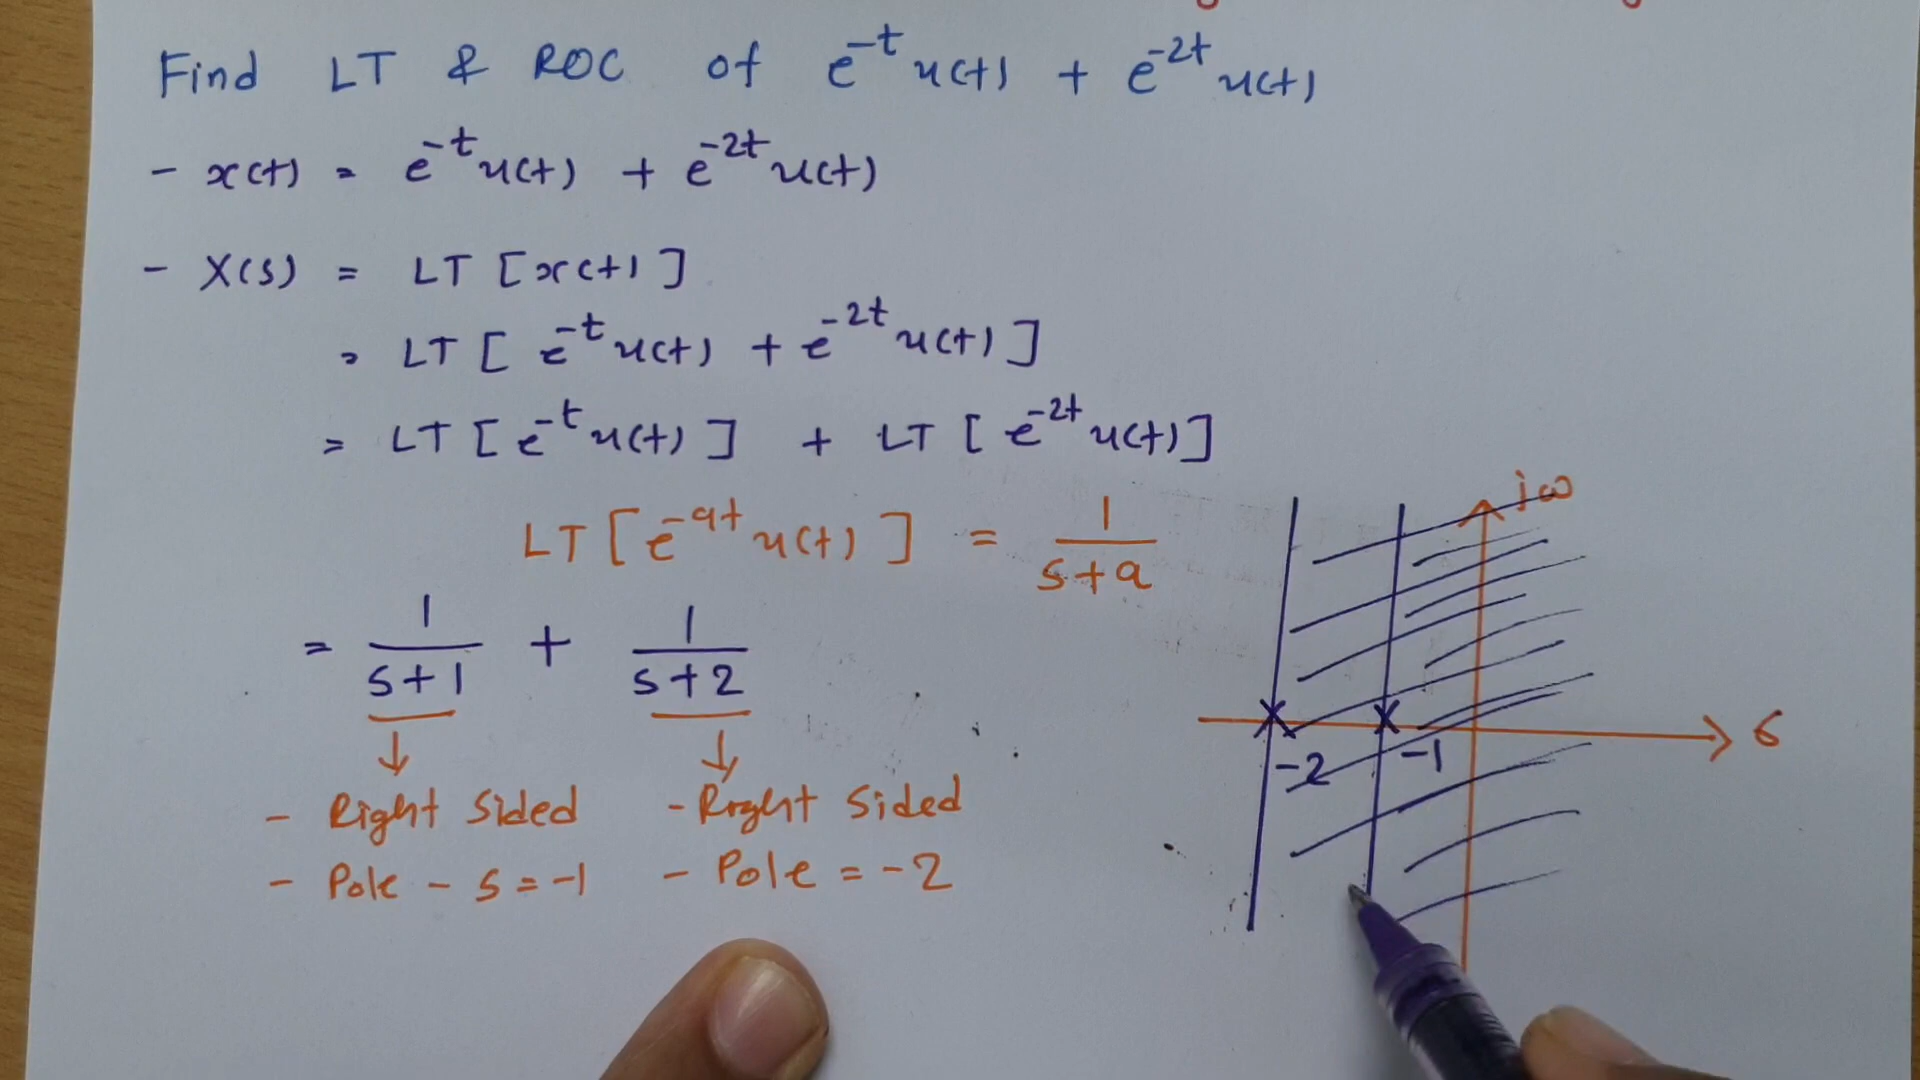 Find LT & ROC of e^-t u(t) + e^-2t u(t)
- x(t) = e^-t u(t) + e^-2t u(t)
- X(s) = LT [x(t)]
= LT [ e^-t u(t) + e^-2t u(t) ]
= LT [ e^-t u(t) ] + LT [ e^-2t u(t) ]
LT [ e^-at u(t) ] = 1/(s+a)
= 1/(s+1) + 1/(s+2)
- Right Sided - Right Sided
- Pole - s = -1 - Pole = -2
jω
σ
-2 -1